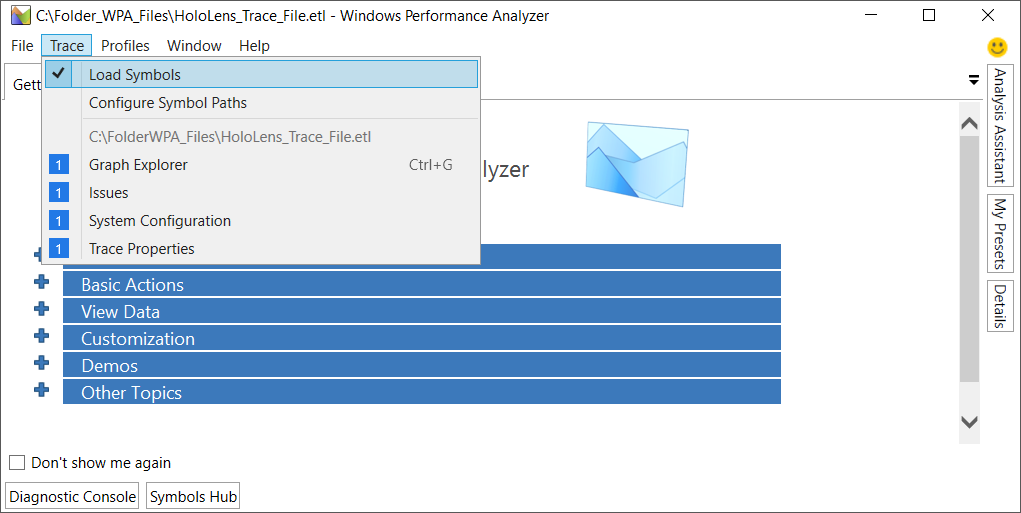 C:\Folder_WPA_Files\HoloLens_Trace_File.etl - Windows Performance Analyzer
File Trace Profiles Window Help
Gett
Load Symbols
Configure Symbol Paths
C:\FolderWPA_Files\HoloLens_Trace_File.etl
1 Graph Explorer Ctrl+G
1 Issues
1 System Configuration
1 Trace Properties
lyzer
Basic Actions
View Data
Customization
Demos
Other Topics
Analysis Assistant
My Presets
Details
Don't show me again
Diagnostic Console Symbols Hub